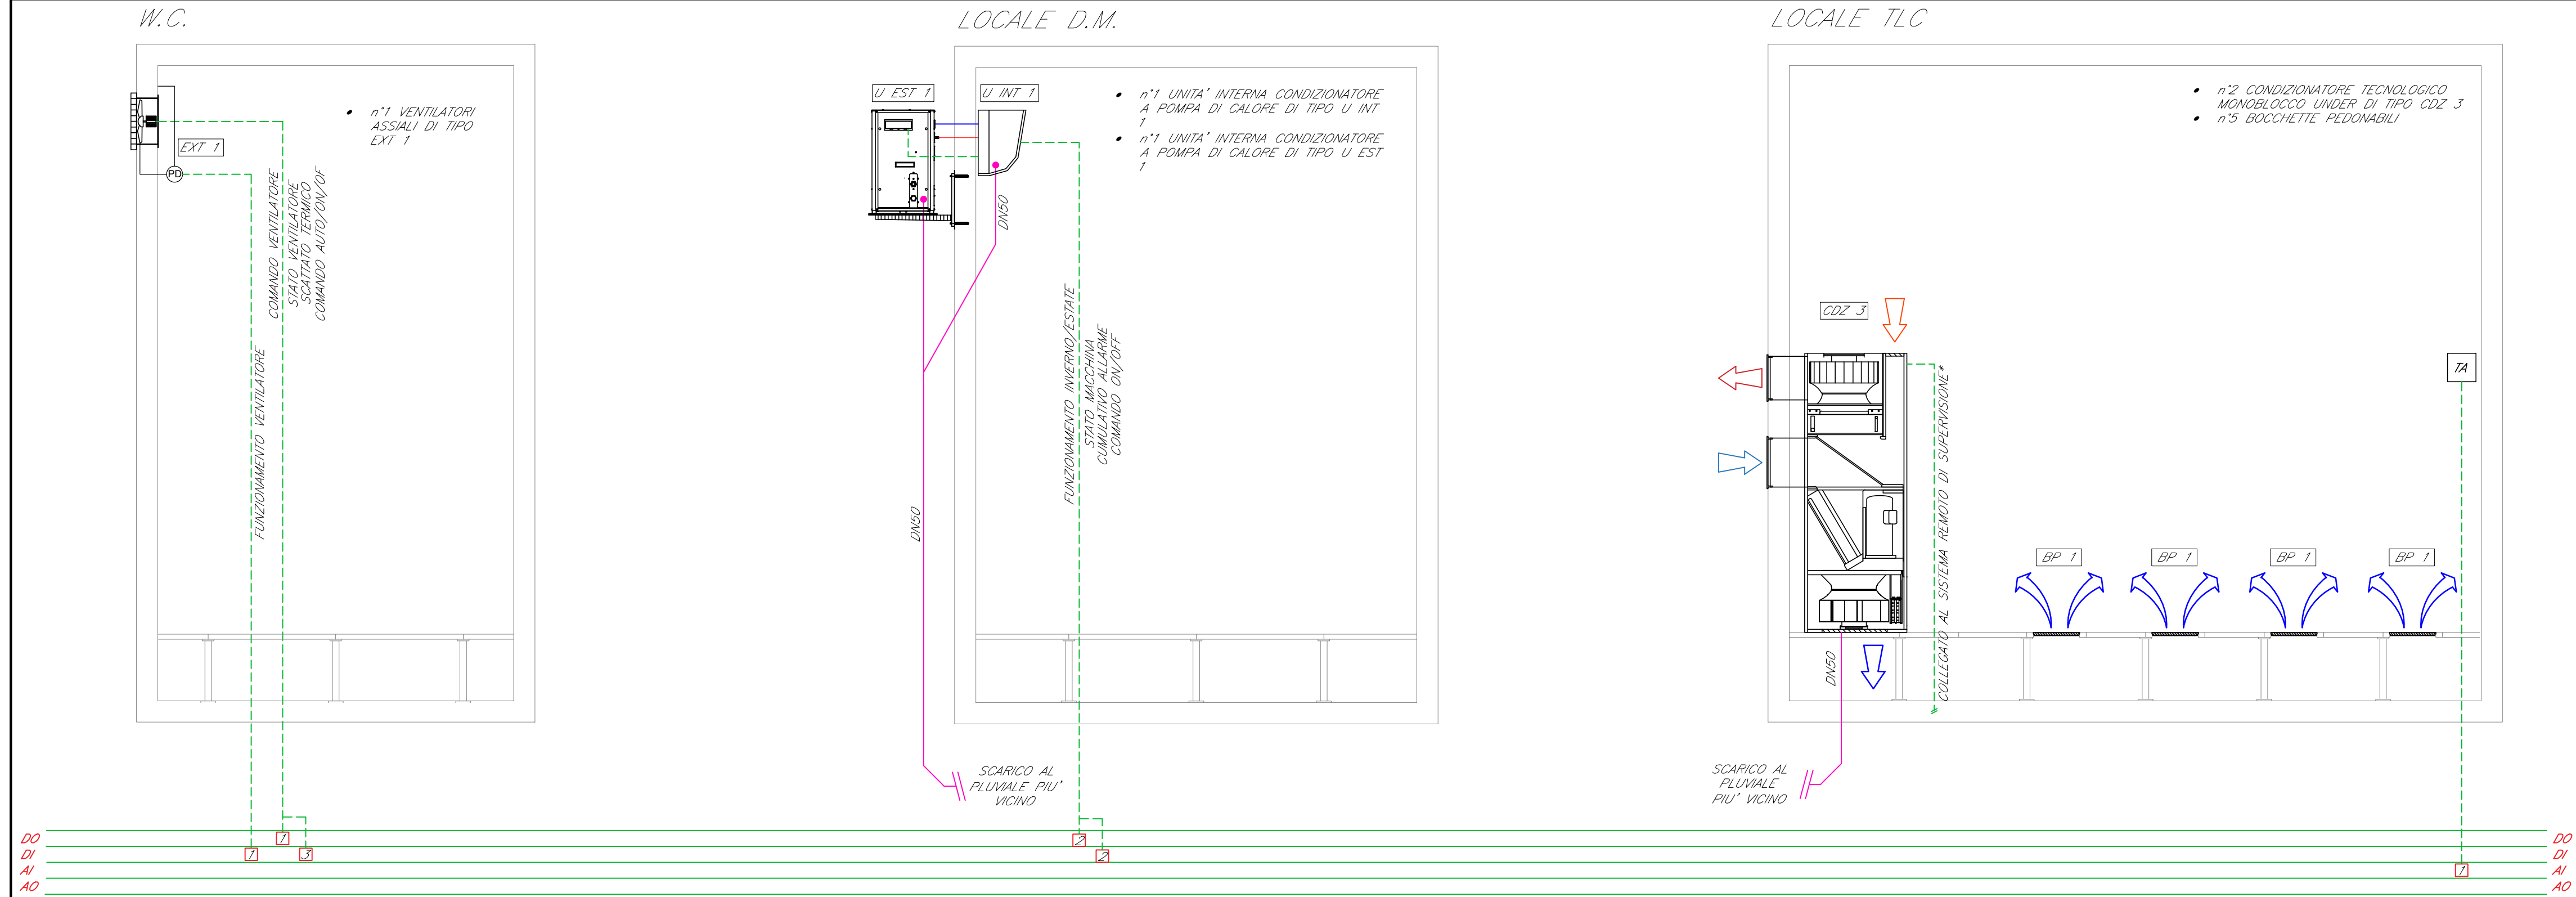 W.C.
EXT 1
PD
• n°1 VENTILATORI
ASSIALI DI TIPO
EXT 1
FUNZIONAMENTO VENTILATORE
COMANDO VENTILATORE
STATO VENTILATORE
SCATTATO TERMICO
COMANDO AUTO/ON/OF
LOCALE D.M.
U EST 1
U INT 1
• n°1 UNITA' INTERNA CONDIZIONATORE
A POMPA DI CALORE DI TIPO U INT
1
• n°1 UNITA' INTERNA CONDIZIONATORE
A POMPA DI CALORE DI TIPO U EST
1
DN50
DN50
FUNZIONAMENTO INVERNO/ESTATE
STATO MACCHINA
CUMULATIVO ALLARME
COMANDO ON/OFF
SCARICO AL
PLUVIALE PIU'
VICINO
LOCALE TLC
• n°2 CONDIZIONATORE TECNOLOGICO
MONOBLOCCO UNDER DI TIPO CDZ 3
• n°5 BOCCHETTE PEDONABILI
CDZ 3
TA
COLLEGATO AL SISTEMA REMOTO DI SUPERVISIONE*
BP 1
BP 1
BP 1
BP 1
DN50
SCARICO AL
PLUVIALE
PIU' VICINO
DO
DI
AI
AO
1
1
3
2
2
1
DO
DI
AI
AO